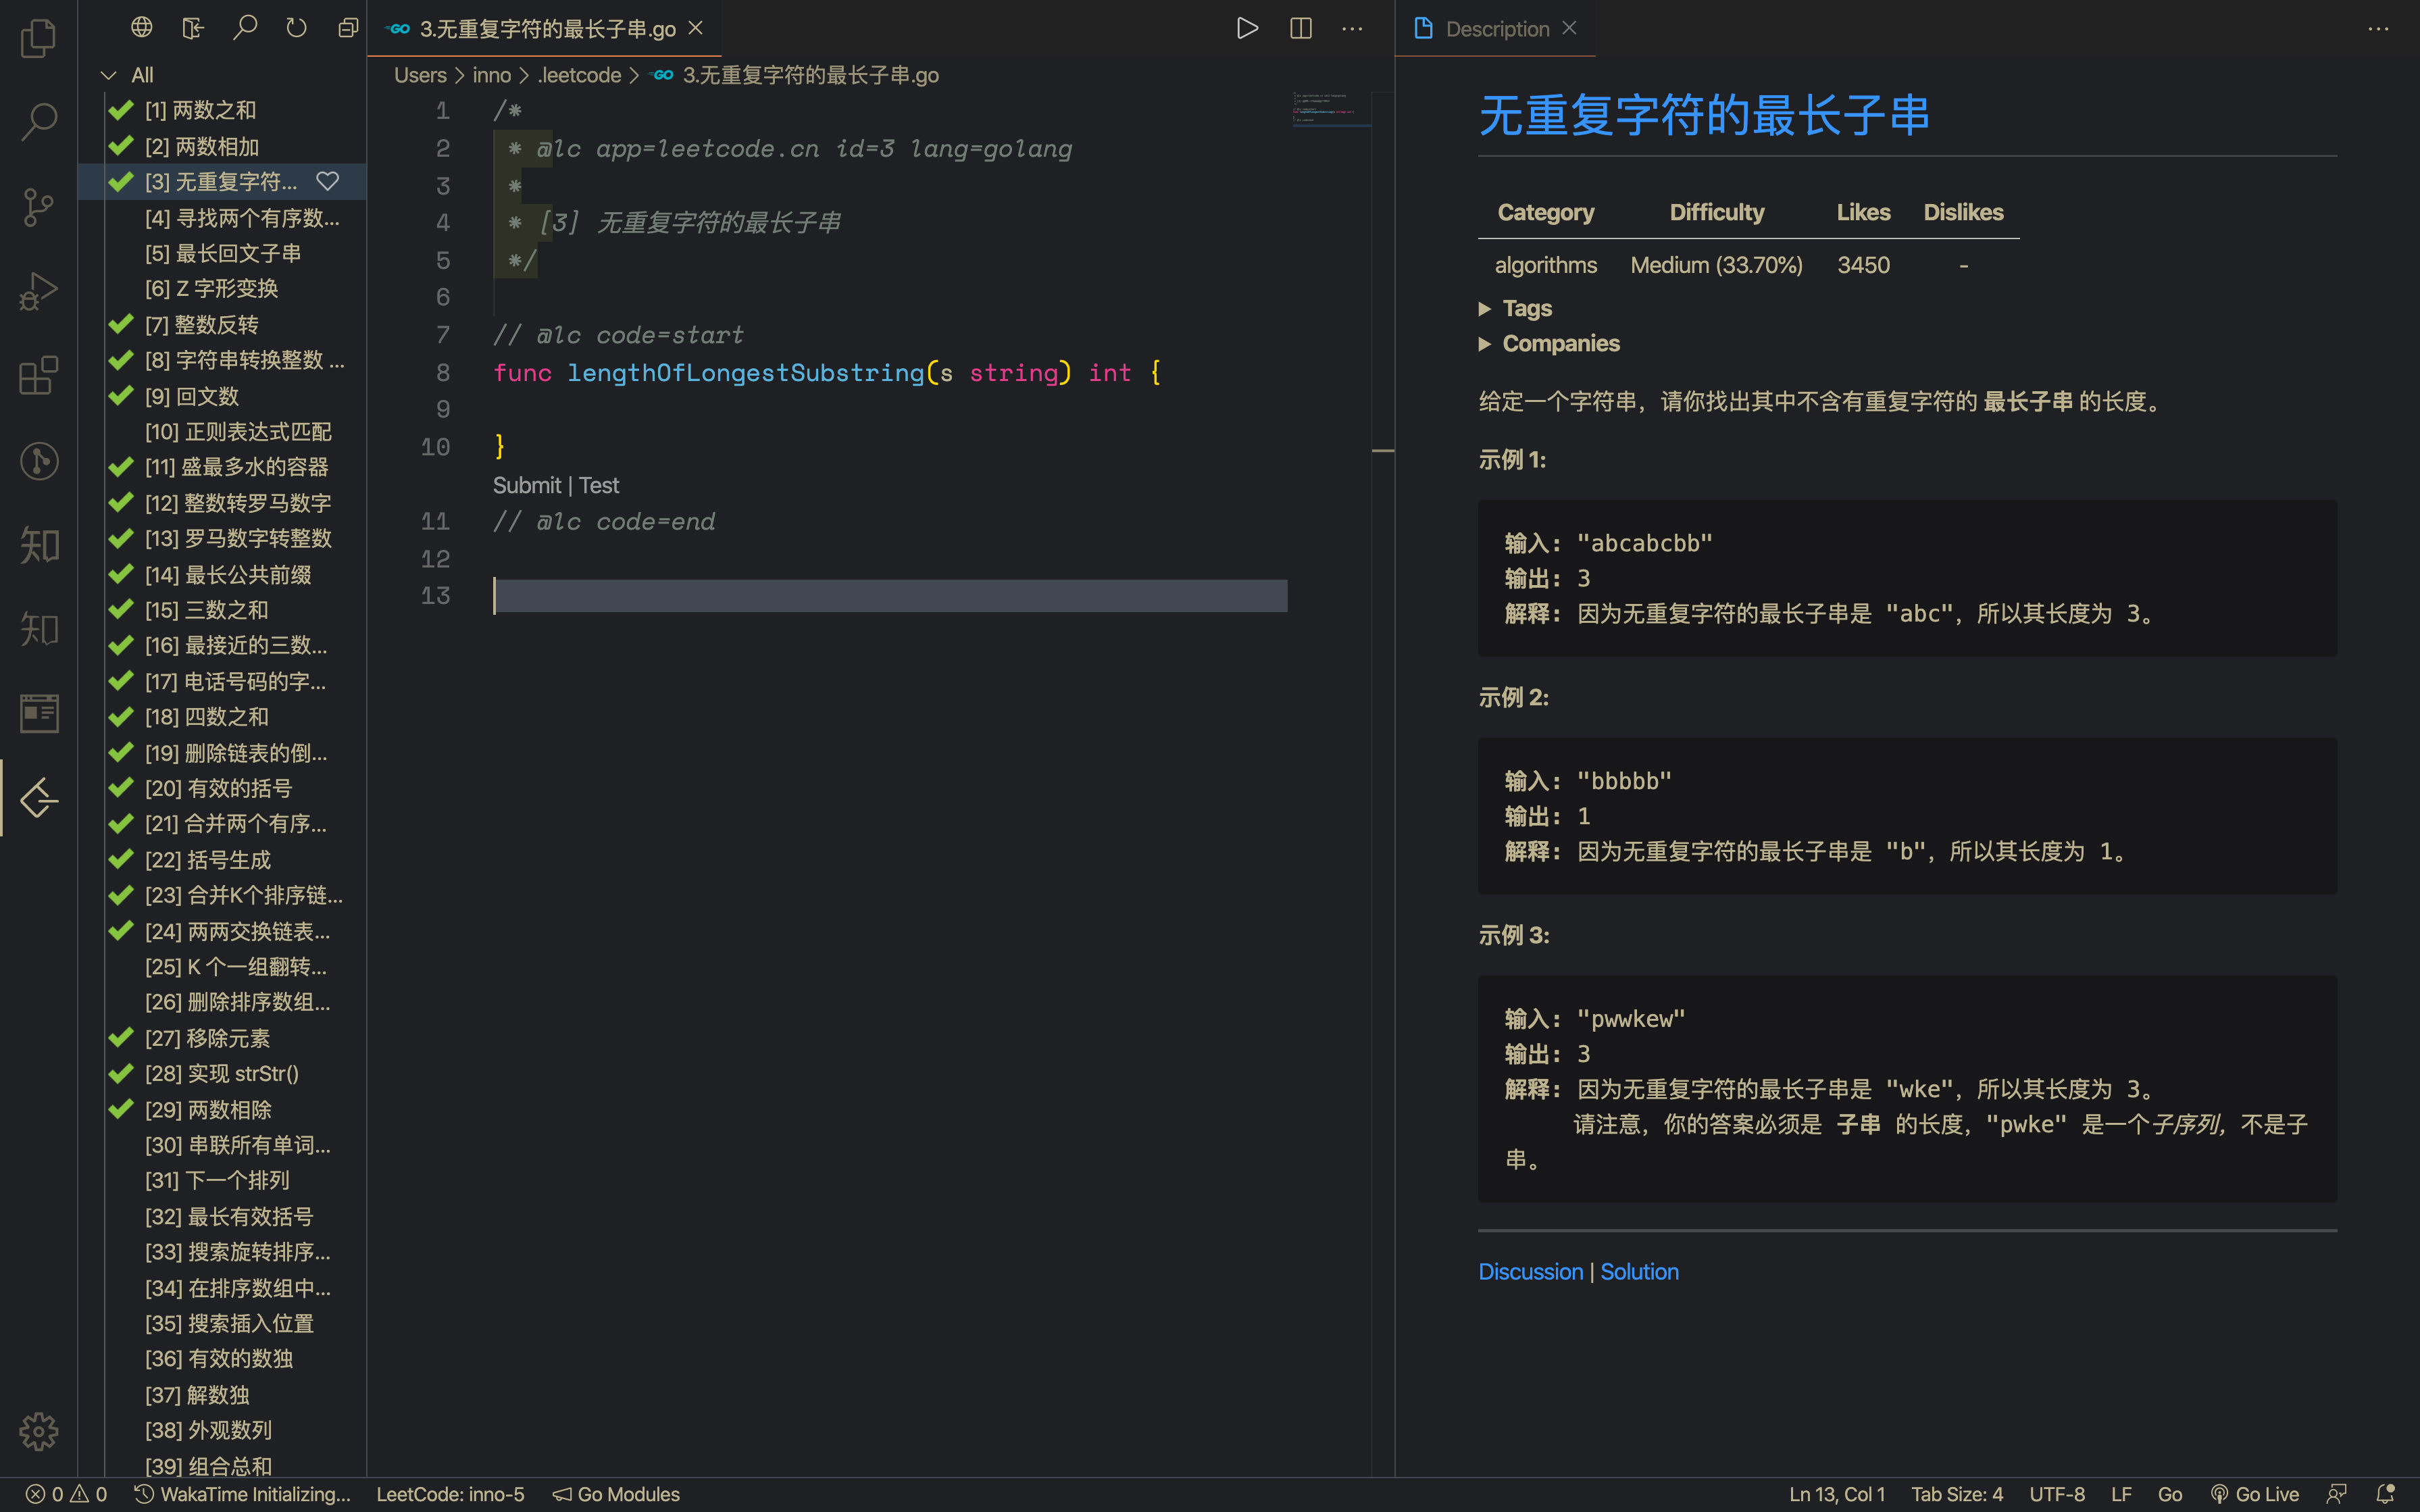 All
[1] 两数之和
[2] 两数相加
[3] 无重复字符...
[4] 寻找两个有序数...
[5] 最长回文子串
[6] Z 字形变换
[7] 整数反转
[8] 字符串转换整数 ...
[9] 回文数
[10] 正则表达式匹配
[11] 盛最多水的容器
[12] 整数转罗马数字
[13] 罗马数字转整数
[14] 最长公共前缀
[15] 三数之和
[16] 最接近的三数...
[17] 电话号码的字...
[18] 四数之和
[19] 删除链表的倒...
[20] 有效的括号
[21] 合并两个有序...
[22] 括号生成
[23] 合并K个排序链...
[24] 两两交换链表...
[25] K 个一组翻转...
[26] 删除排序数组...
[27] 移除元素
[28] 实现 strStr()
[29] 两数相除
[30] 串联所有单词...
[31] 下一个排列
[32] 最长有效括号
[33] 搜索旋转排序...
[34] 在排序数组中...
[35] 搜索插入位置
[36] 有效的数独
[37] 解数独
[38] 外观数列
[39] 组合总和
知
知
GO 3.无重复字符的最长子串.go
Users > inno > .leetcode > GO 3.无重复字符的最长子串.go
1 /*
2 * @lc app=leetcode.cn id=3 lang=golang
3 *
4 * [3] 无重复字符的最长子串
5 */
6
7 // @lc code=start
8 func lengthOfLongestSubstring(s string) int {
9
10 }
Submit | Test
11 // @lc code=end
12
13
Description
无重复字符的最长子串
Category Difficulty Likes Dislikes
algorithms Medium (33.70%) 3450 -
Tags
Companies
给定一个字符串，请你找出其中不含有重复字符的 最长子串 的长度。
示例 1:
输入: "abcabcbb"
输出: 3
解释: 因为无重复字符的最长子串是 "abc"，所以其长度为 3。
示例 2:
输入: "bbbbb"
输出: 1
解释: 因为无重复字符的最长子串是 "b"，所以其长度为 1。
示例 3:
输入: "pwwkew"
输出: 3
解释: 因为无重复字符的最长子串是 "wke"，所以其长度为 3。
请注意，你的答案必须是 子串 的长度，"pwke" 是一个子序列，不是子
串。
Discussion | Solution
0 0 WakaTime Initializing... LeetCode: inno-5 Go Modules Ln 13, Col 1 Tab Size: 4 UTF-8 LF Go Go Live